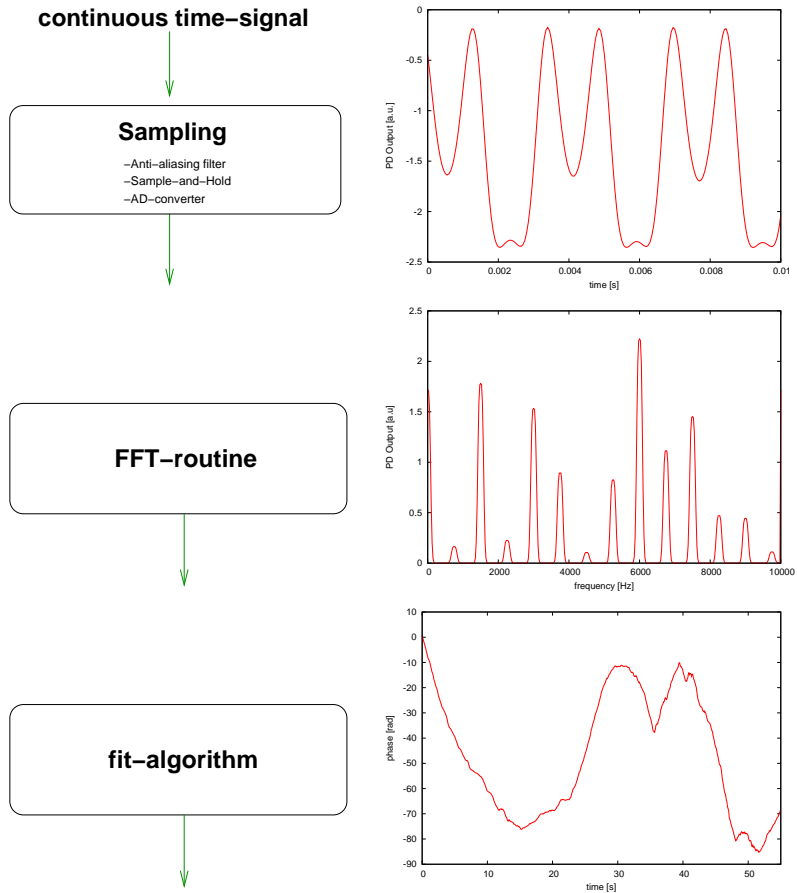 continuous time−signal
Sampling
−Anti−aliasing filter
−Sample−and−Hold
−AD−converter
FFT−routine
fit−algorithm
0
-0.5
-1
-1.5
-2
-2.5
PD Output [a.u.]
0 0.002 0.004 0.006 0.008 0.01
time [s]
2.5
2
1.5
1
0.5
0
PD Output [a.u]
0 2000 4000 6000 8000 10000
frequency [Hz]
10
0
-10
-20
-30
-40
-50
-60
-70
-80
-90
phase [rad]
0 10 20 30 40 50
time [s]